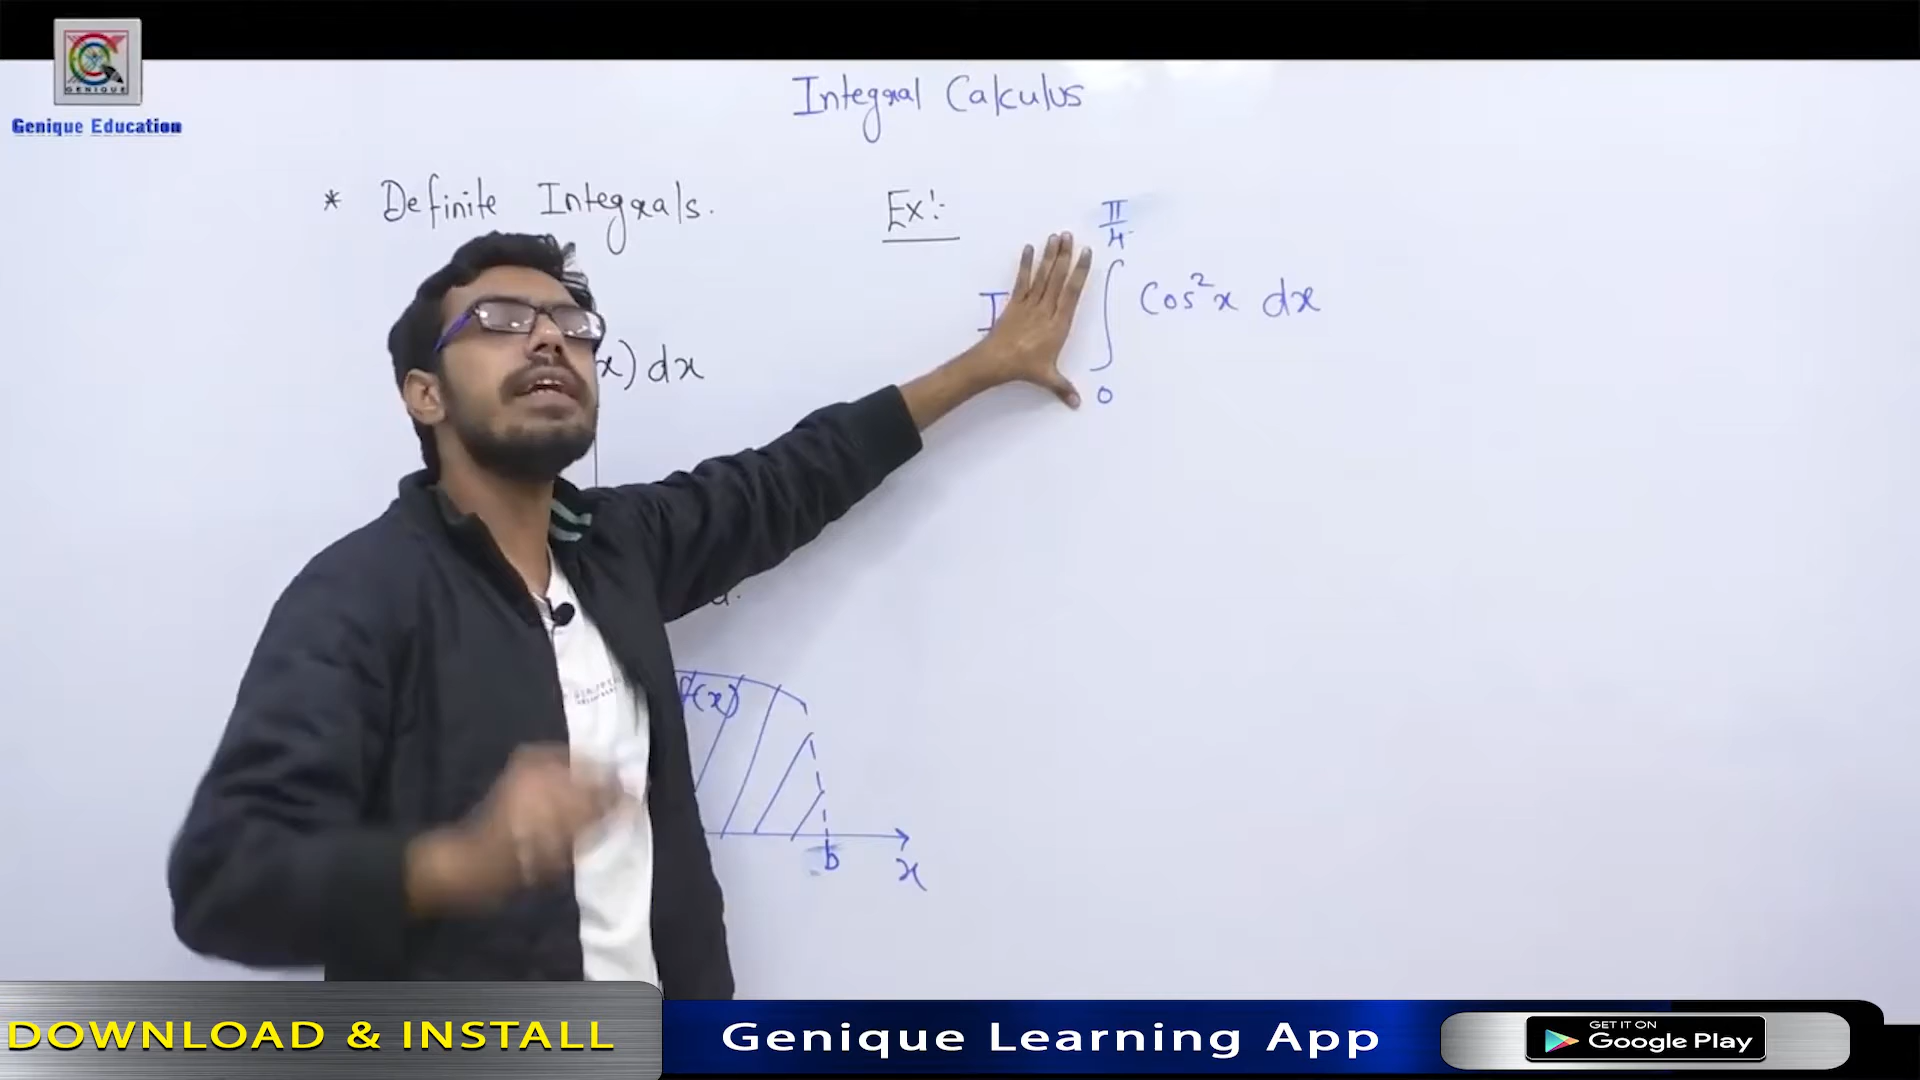 GENIQUE
Genique Education
Integral Calculus
* Definite Integrals.
Ex:-
π/4
I ∫ Cos²x dx
0
x) dx
f(x)
b
x
DOWNLOAD & INSTALL
Genique Learning App
GET IT ON
Google Play